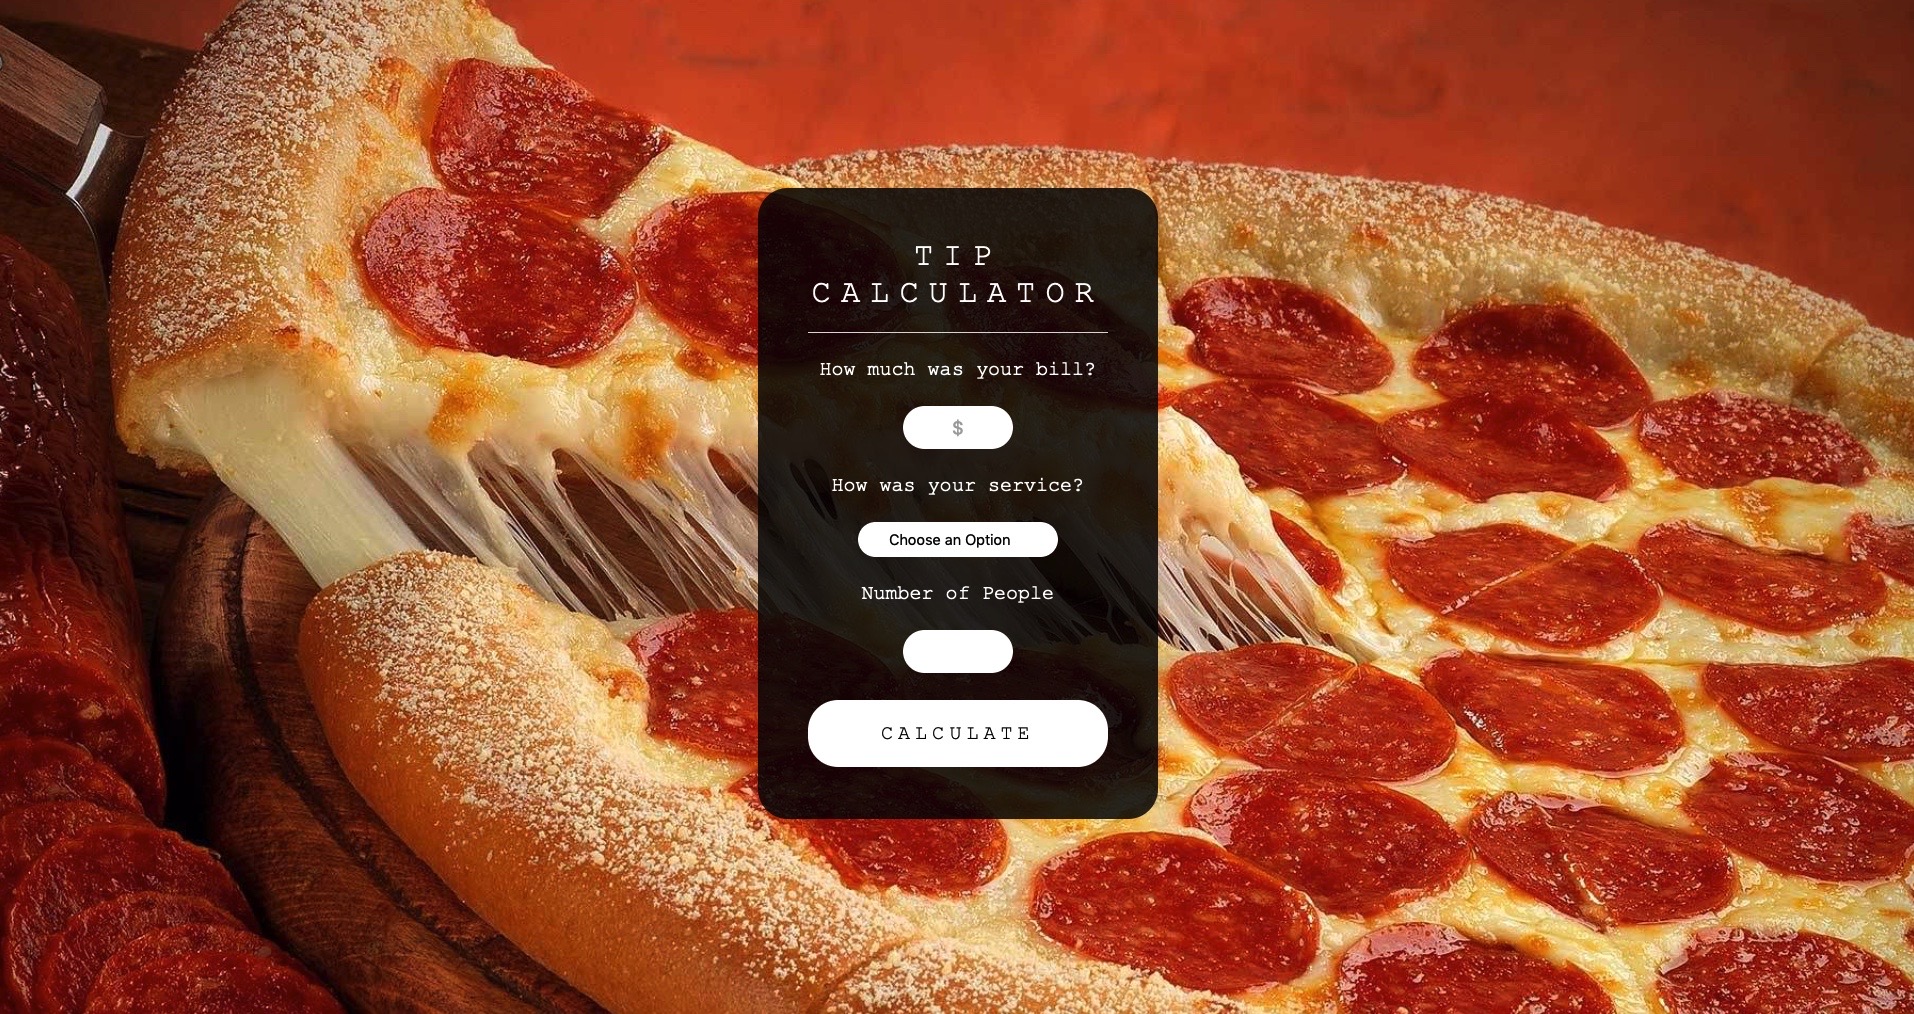 TIP
CALCULATOR
How much was your bill?
$
How was your service?
Choose an Option
Number of People
CALCULATE